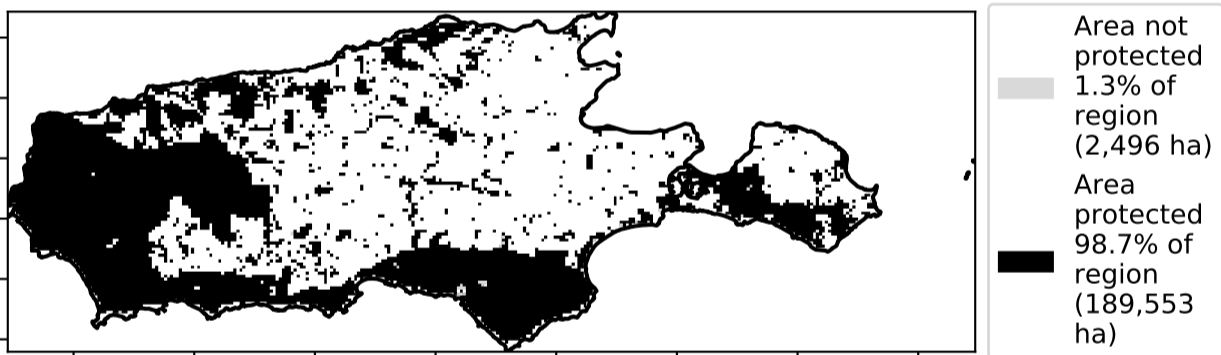 Area not
protected
1.3% of
region
(2,496 ha)
Area
protected
98.7% of
region
(189,553
ha)